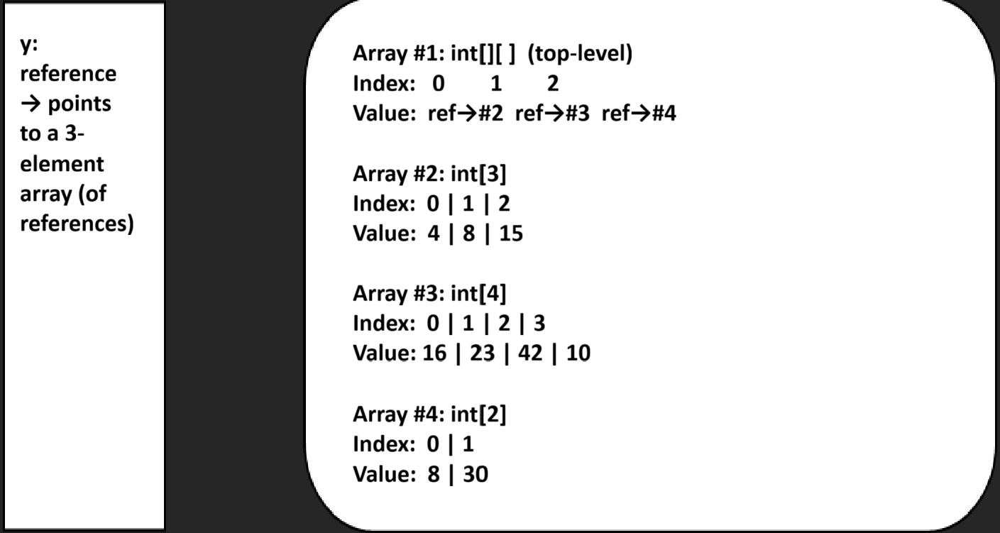 y:
reference
→ points
to a 3-
element
array (of
references)
Array #1: int[][ ] (top-level)
Index: 0 1 2
Value: ref→#2 ref→#3 ref→#4
Array #2: int[3]
Index: 0 | 1 | 2
Value: 4 | 8 | 15
Array #3: int[4]
Index: 0 | 1 | 2 | 3
Value: 16 | 23 | 42 | 10
Array #4: int[2]
Index: 0 | 1
Value: 8 | 30